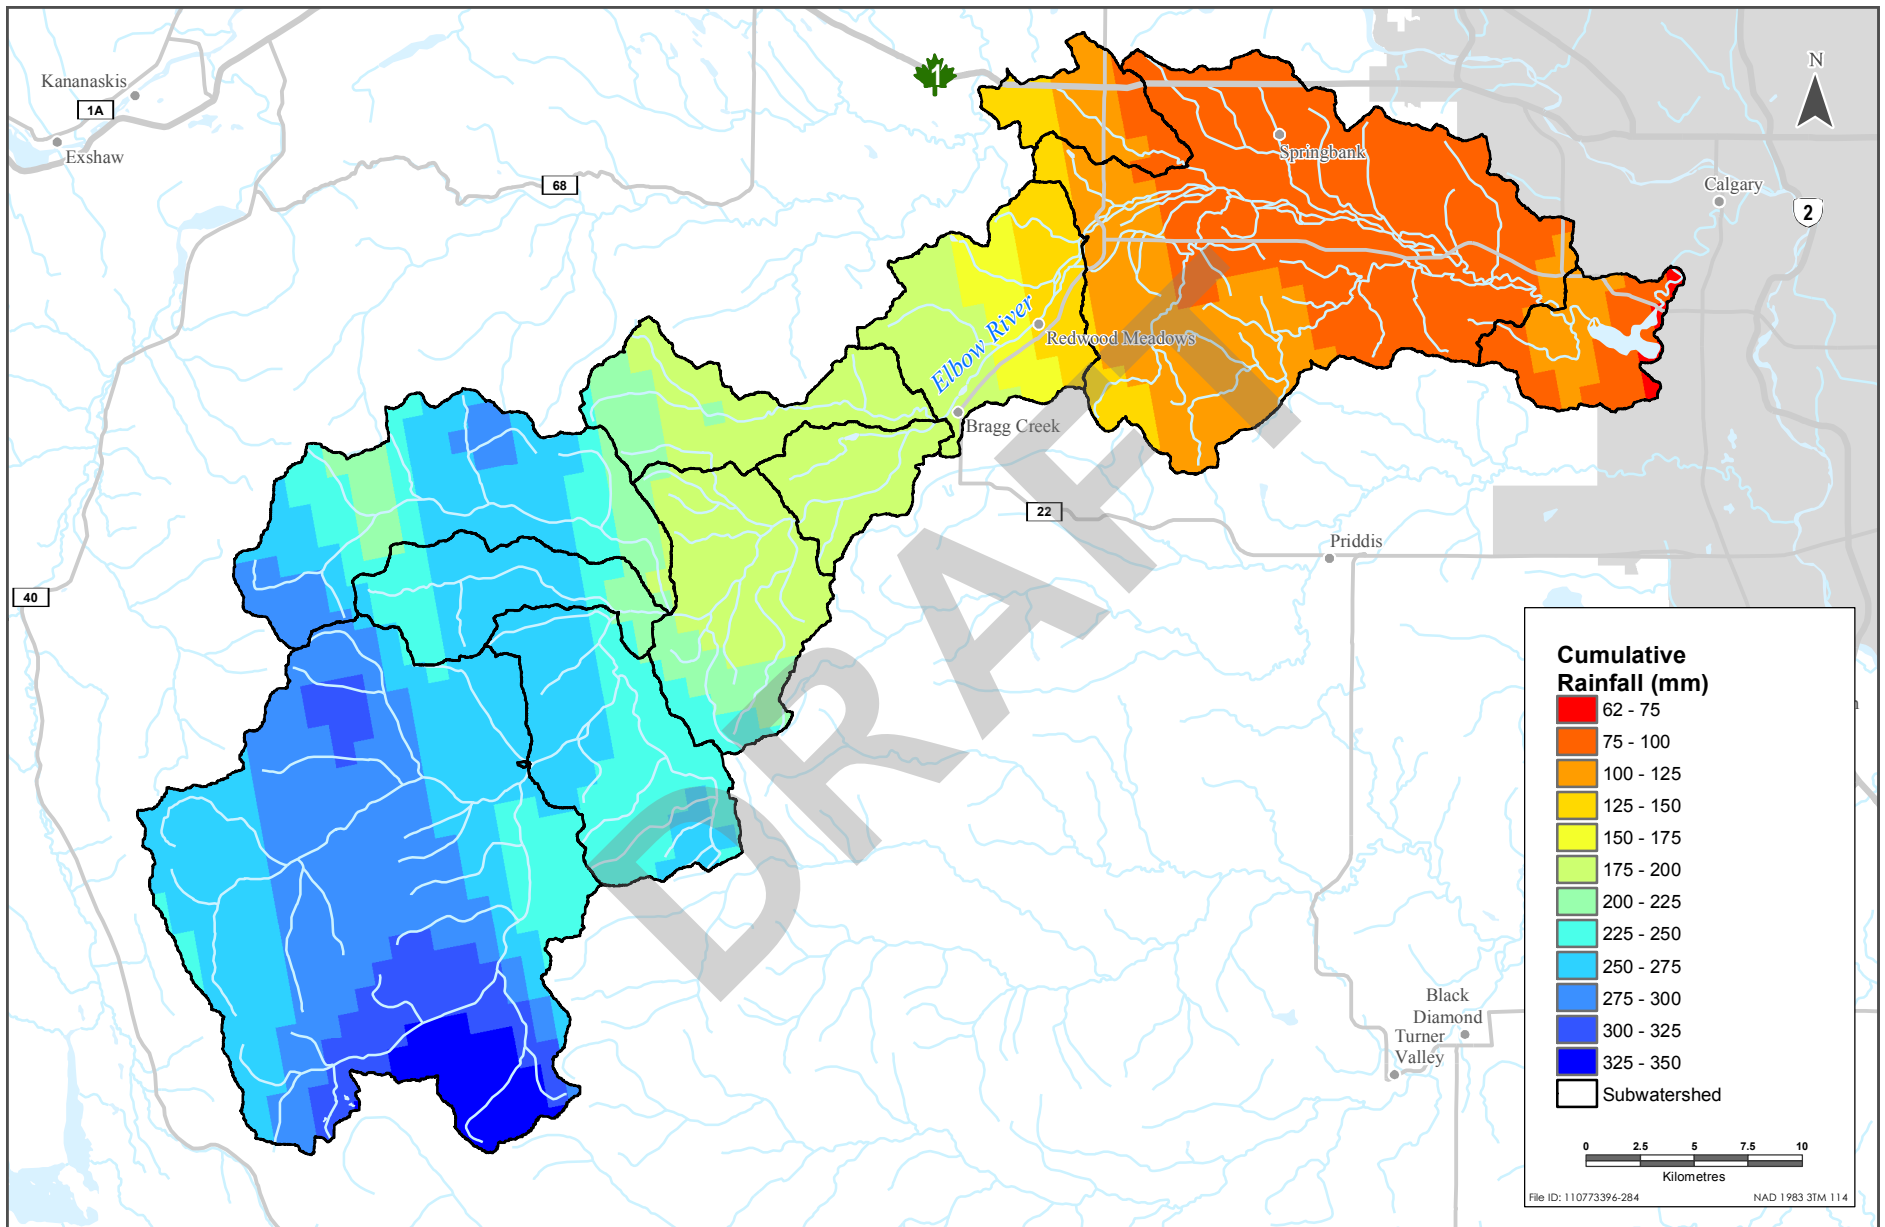 Kananaskis
1A
Exshaw
68
40
1
N
Springbank
Calgary
2
Elbow River
Redwood Meadows
Bragg Creek
22
Priddis
DRAFT
Black
Diamond
Turner
Valley
Cumulative
Rainfall (mm)
62 - 75
75 - 100
100 - 125
125 - 150
150 - 175
175 - 200
200 - 225
225 - 250
250 - 275
275 - 300
300 - 325
325 - 350
Subwatershed
0 2.5 5 7.5 10
Kilometres
File ID: 110773396-284 NAD 1983 3TM 114